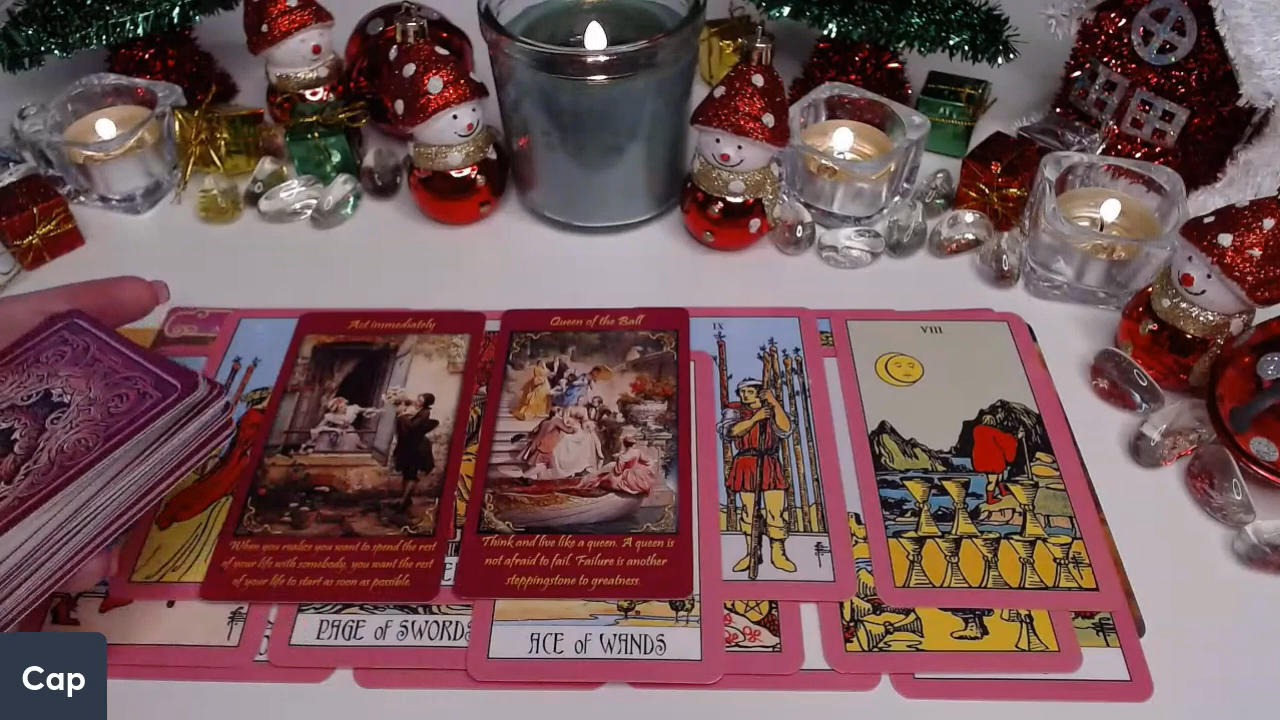 Act immediately
When you realize you want to spend the rest
of your life with somebody, you want the rest
of your life to start as soon as possible.
Queen of the Ball
Think and live like a queen. A queen is
not afraid to fail. Failure is another
steppingstone to greatness.
IX
VIII
PAGE of SWORDS
ACE of WANDS
Cap